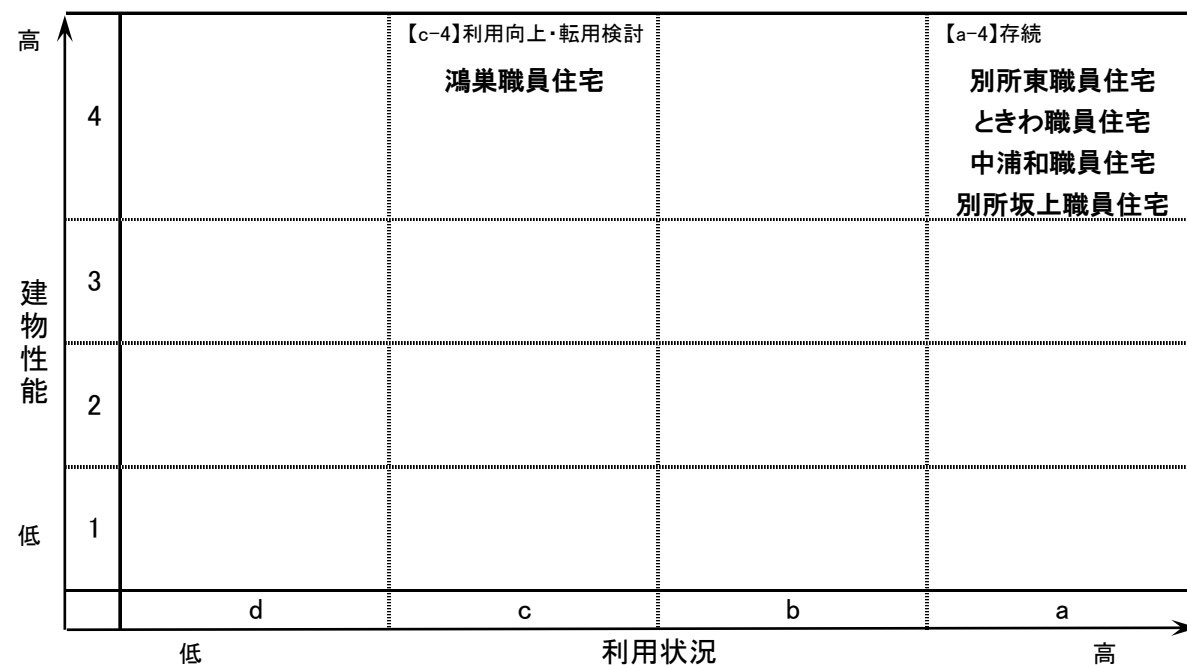 高
【c-4】利用向上・転用検討
【a-4】存続
鴻巣職員住宅
別所東職員住宅
ときわ職員住宅
中浦和職員住宅
別所坂上職員住宅
4
3
建物性能
2
1
低
d
c
b
a
低
利用状況
高